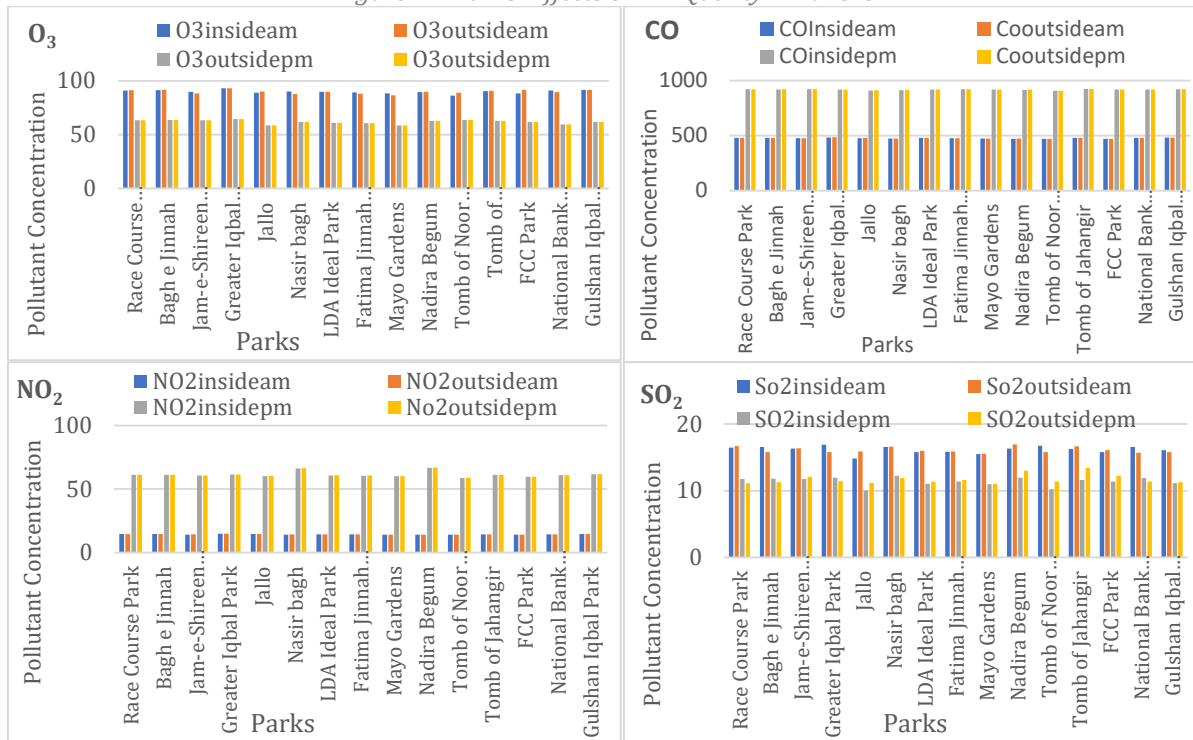 O₃
O3insideam
O3outsideam
O3outsidepm
O3outsidepm
100
50
0
Pollutant Concentration
Race Course…
Bagh e Jinnah
Jam-e-Shireen…
Greater Iqbal…
Jallo
Nasir bagh
LDA Ideal Park
Fatima Jinnah…
Mayo Gardens
Nadira Begum
Tomb of Noor…
Tomb of…
FCC Park
National Bank…
Gulshan Iqbal…
Parks
CO
COInsideam
Cooutsideam
COinsidepm
Cooutsidepm
1000
500
0
Pollutant Concentration
Race Course Park
Bagh e Jinnah
Jam-e-Shireen…
Greater Iqbal…
Jallo
Nasir bagh
LDA Ideal Park
Fatima Jinnah…
Mayo Gardens
Nadira Begum
Tomb of Noor…
Tomb of Jahangir
FCC Park
National Bank…
Gulshan Iqbal…
Parks
NO₂
NO2insideam
NO2outsideam
NO2insidepm
No2outsidepm
100
50
0
Pollutant Concentration
Race Course Park
Bagh e Jinnah
Jam-e-Shireen…
Greater Iqbal Park
Jallo
Nasir bagh
LDA Ideal Park
Fatima Jinnah…
Mayo Gardens
Nadira Begum
Tomb of Noor…
Tomb of Jahangir
FCC Park
National Bank…
Gulshan Iqbal Park
Parks
SO₂
So2insideam
So2outsideam
SO2insidepm
SO2outsidepm
20
10
0
Pollutant Concentration
Race Course Park
Bagh e Jinnah
Jam-e-Shireen…
Greater Iqbal Park
Jallo
Nasir bagh
LDA Ideal Park
Fatima Jinnah…
Mayo Gardens
Nadira Begum
Tomb of Noor…
Tomb of Jahangir
FCC Park
National Bank…
Gulshan Iqbal…
Parks